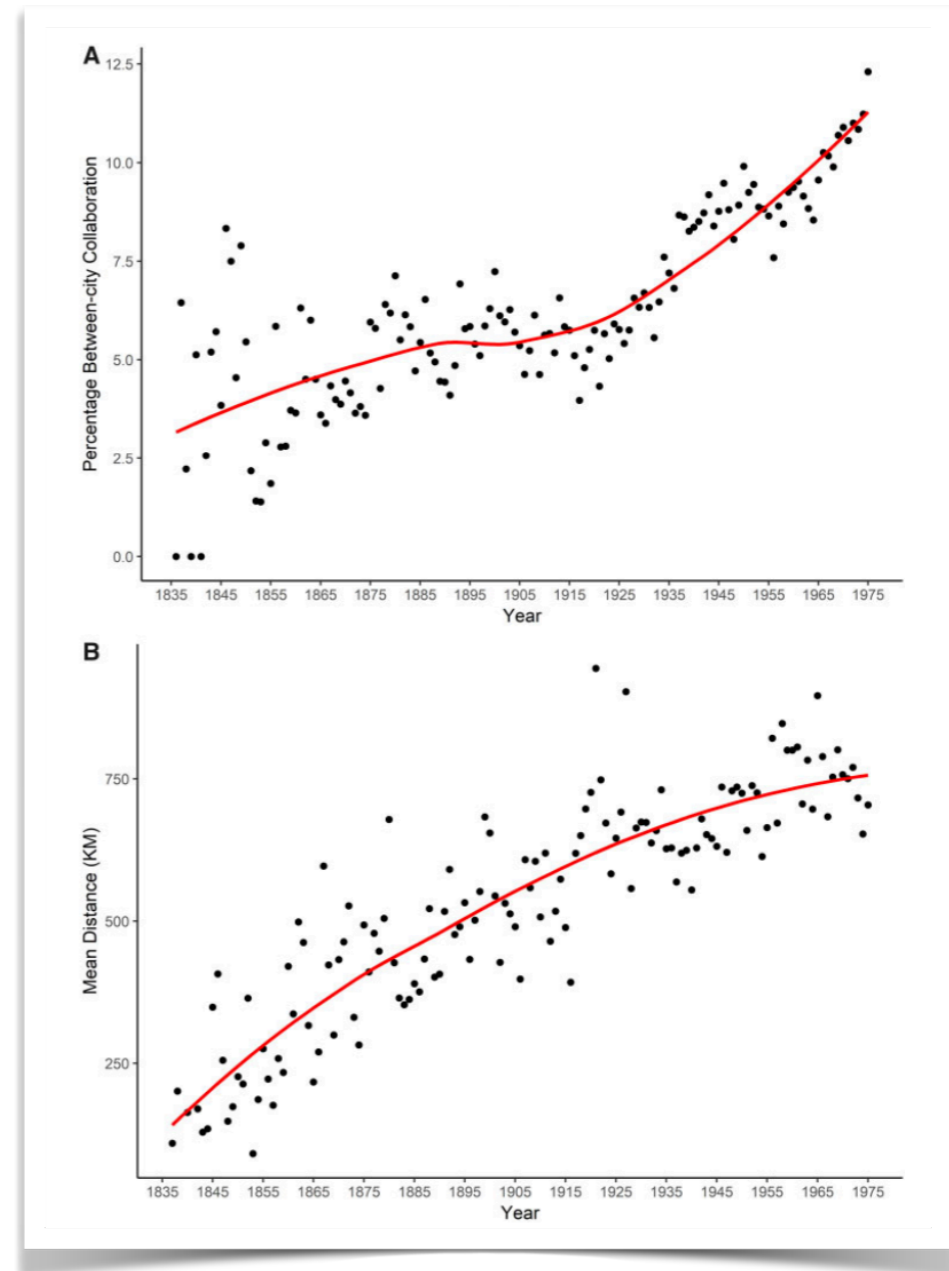 A
12.5
10.0
7.5
5.0
2.5
0.0
Percentage Between-city Collaboration
1835 1845 1855 1865 1875 1885 1895 1905 1915 1925 1935 1945 1955 1965 1975
Year
B
750
500
250
Mean Distance (KM)
1835 1845 1855 1865 1875 1885 1895 1905 1915 1925 1935 1945 1955 1965 1975
Year